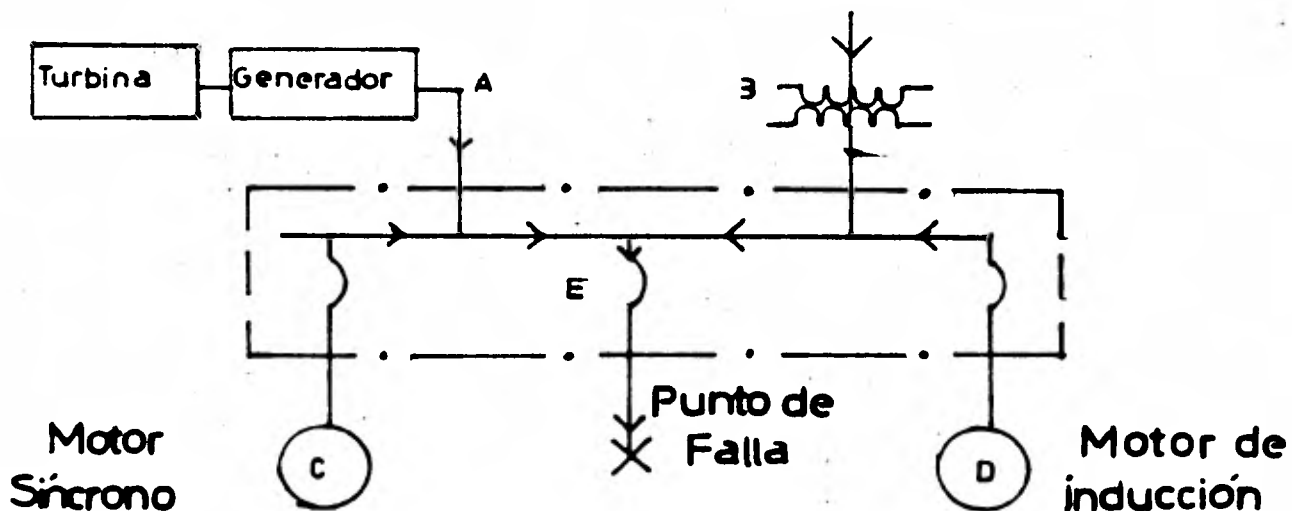 Turbina
Generador
A
3
E
Punto de
Falla
Motor
Síncrono
C
D
Motor de
inducción